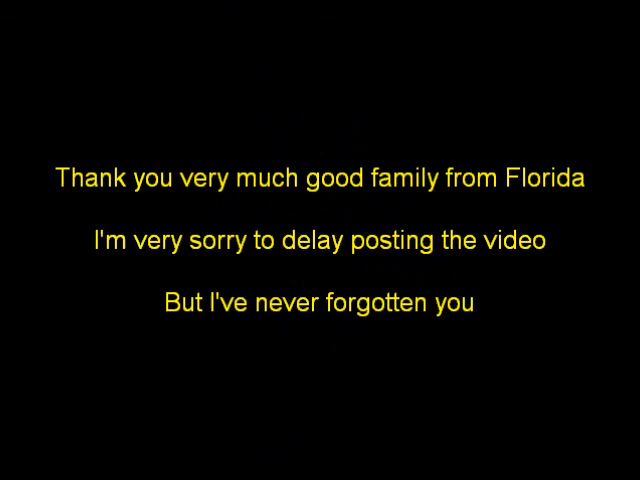 Thank you very much good family from Florida
I'm very sorry to delay posting the video
But I've never forgotten you